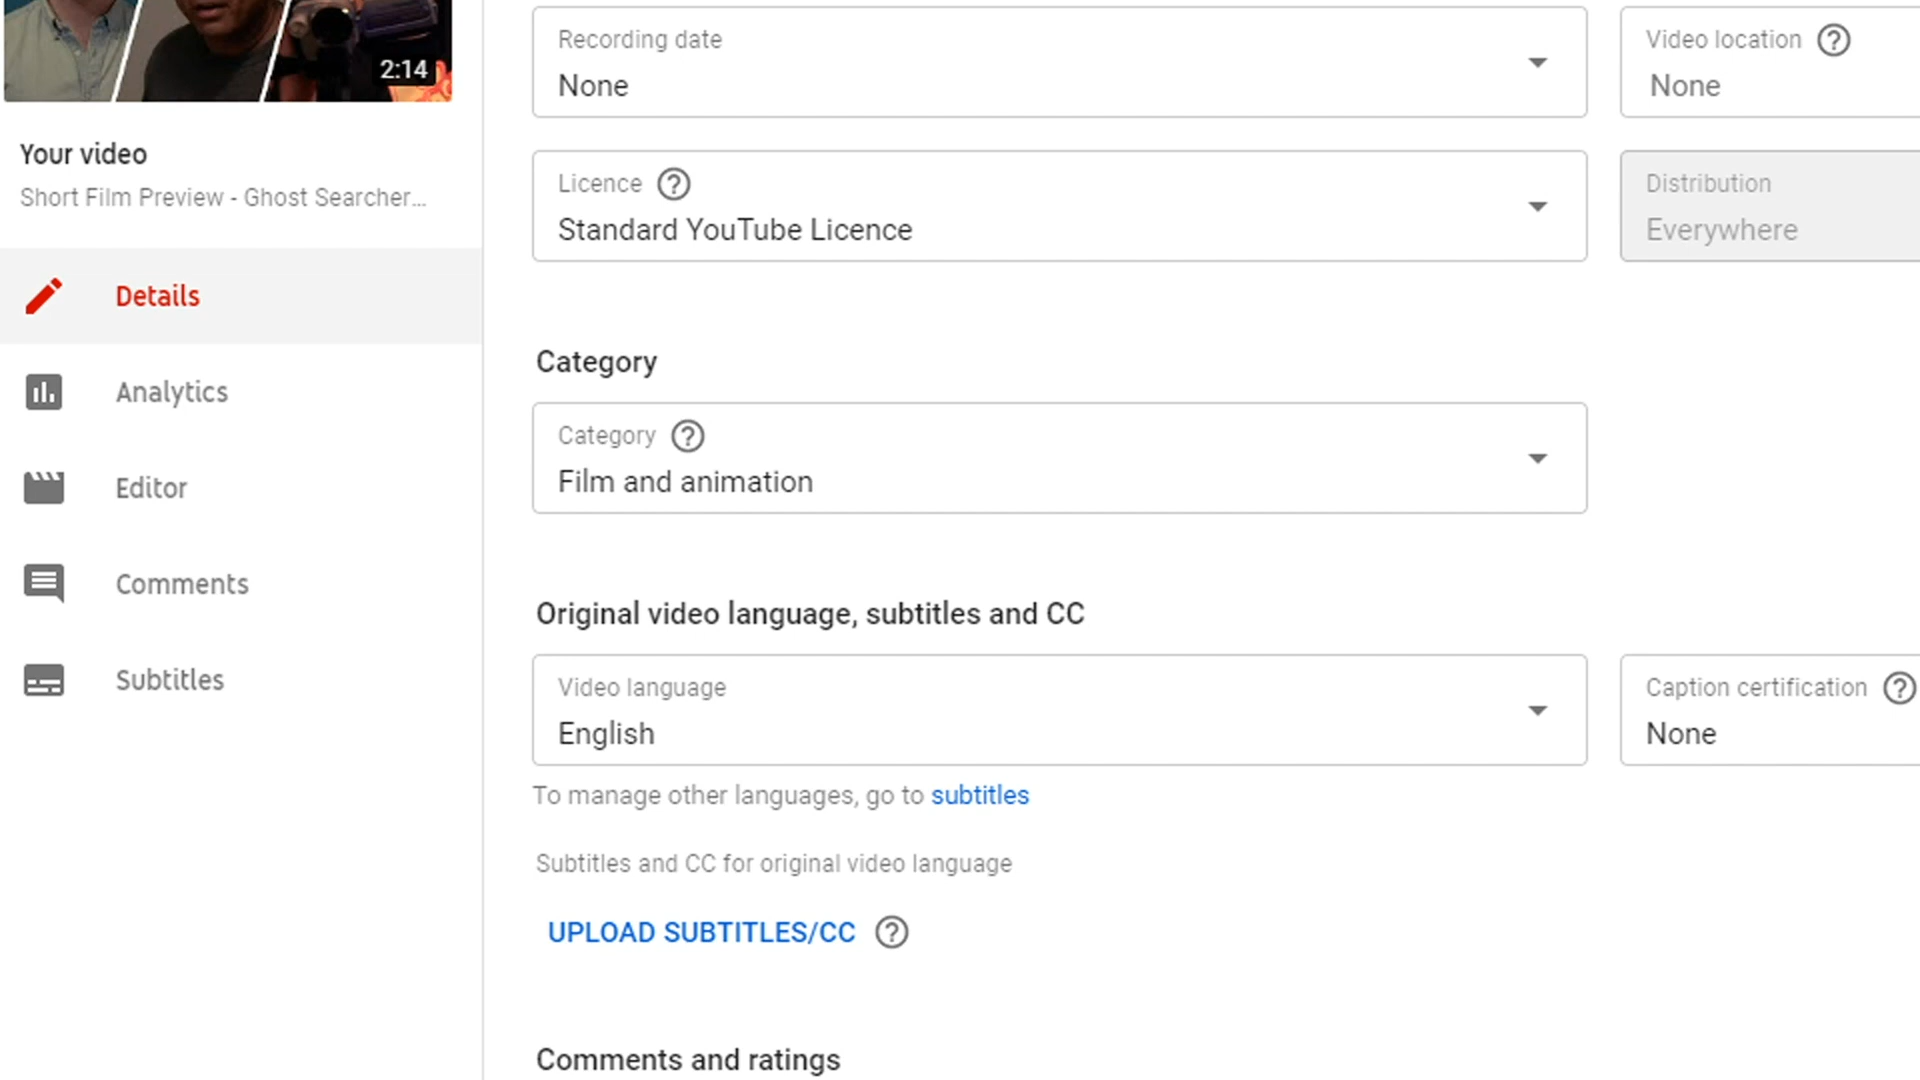 2:14
Your video
Short Film Preview - Ghost Searcher...
Details
Analytics
Editor
Comments
Subtitles
Recording date
None
Video location
None
Licence
Standard YouTube Licence
Distribution
Everywhere
Category
Category
Film and animation
Original video language, subtitles and CC
Video language
English
Caption certification
None
To manage other languages, go to subtitles
Subtitles and CC for original video language
UPLOAD SUBTITLES/CC
Comments and ratings